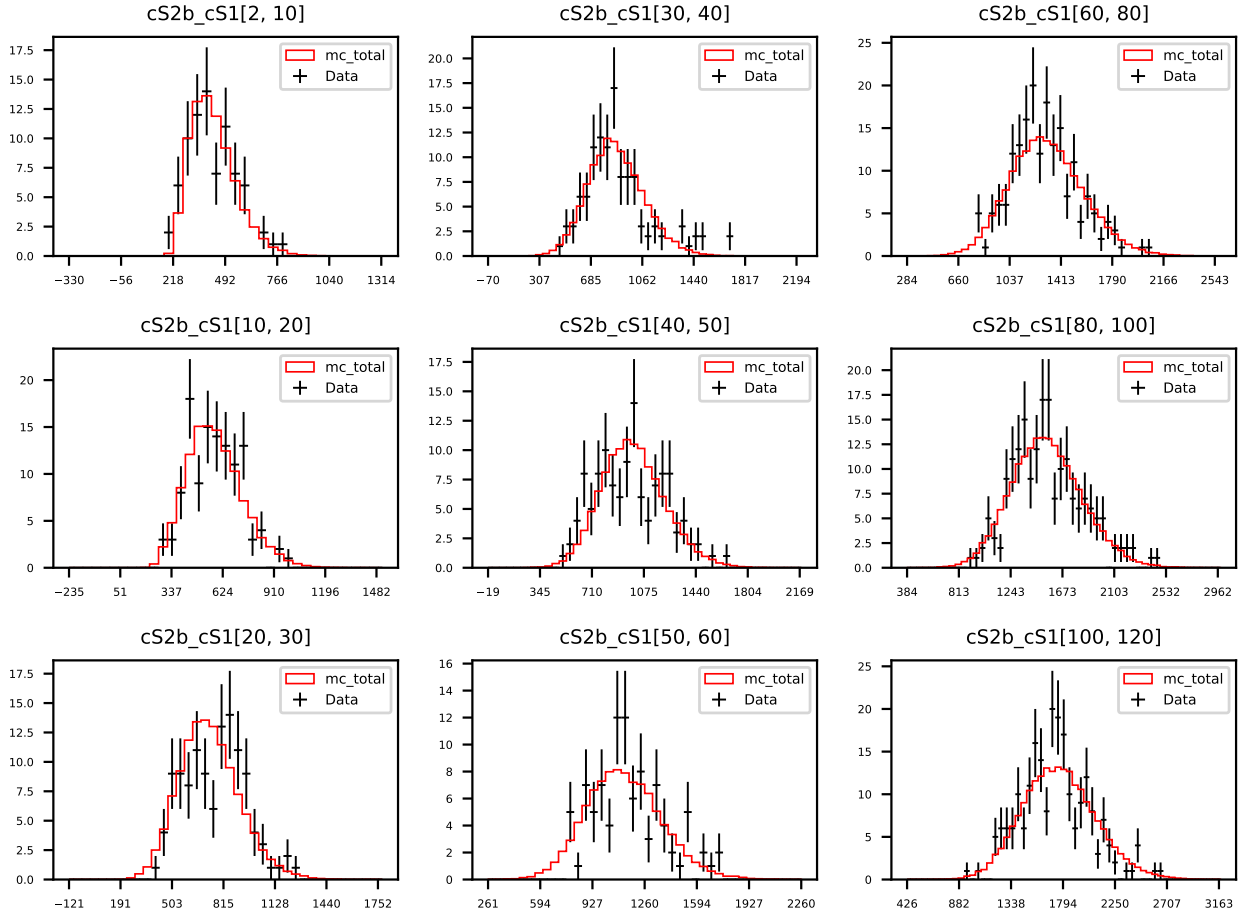 cS2b_cS1[2, 10]
17.5
15.0
12.5
10.0
7.5
5.0
2.5
0.0
mc_total
Data
−330 −56 218 492 766 1040 1314
cS2b_cS1[30, 40]
20.0
17.5
15.0
12.5
10.0
7.5
5.0
2.5
0.0
mc_total
Data
−70 307 685 1062 1440 1817 2194
cS2b_cS1[60, 80]
25
20
15
10
5
0
mc_total
Data
284 660 1037 1413 1790 2166 2543
cS2b_cS1[10, 20]
20
15
10
5
0
mc_total
Data
−235 51 337 624 910 1196 1482
cS2b_cS1[40, 50]
17.5
15.0
12.5
10.0
7.5
5.0
2.5
0.0
mc_total
Data
−19 345 710 1075 1440 1804 2169
cS2b_cS1[80, 100]
20.0
17.5
15.0
12.5
10.0
7.5
5.0
2.5
0.0
mc_total
Data
384 813 1243 1673 2103 2532 2962
cS2b_cS1[20, 30]
17.5
15.0
12.5
10.0
7.5
5.0
2.5
0.0
mc_total
Data
−121 191 503 815 1128 1440 1752
cS2b_cS1[50, 60]
16
14
12
10
8
6
4
2
0
mc_total
Data
261 594 927 1260 1594 1927 2260
cS2b_cS1[100, 120]
25
20
15
10
5
0
mc_total
Data
426 882 1338 1794 2250 2707 3163